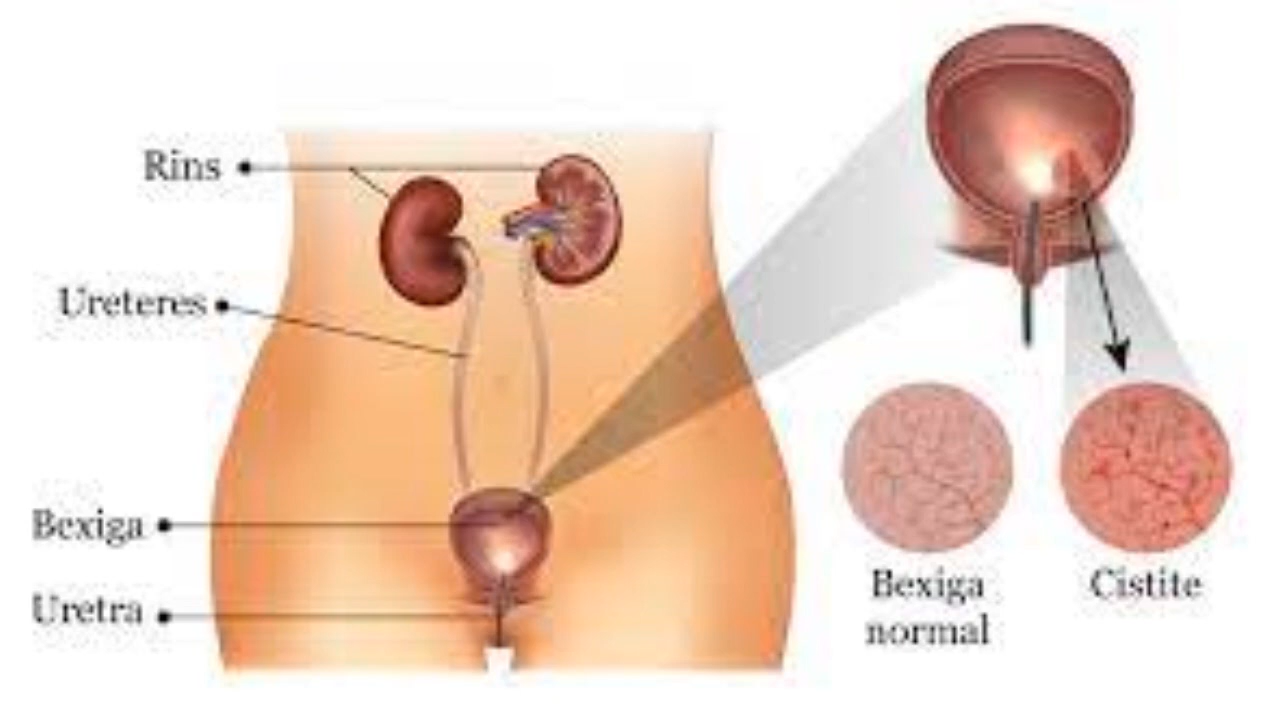 Rins
Ureteres
Bexiga
Uretra
Bexiga
normal
Cistite